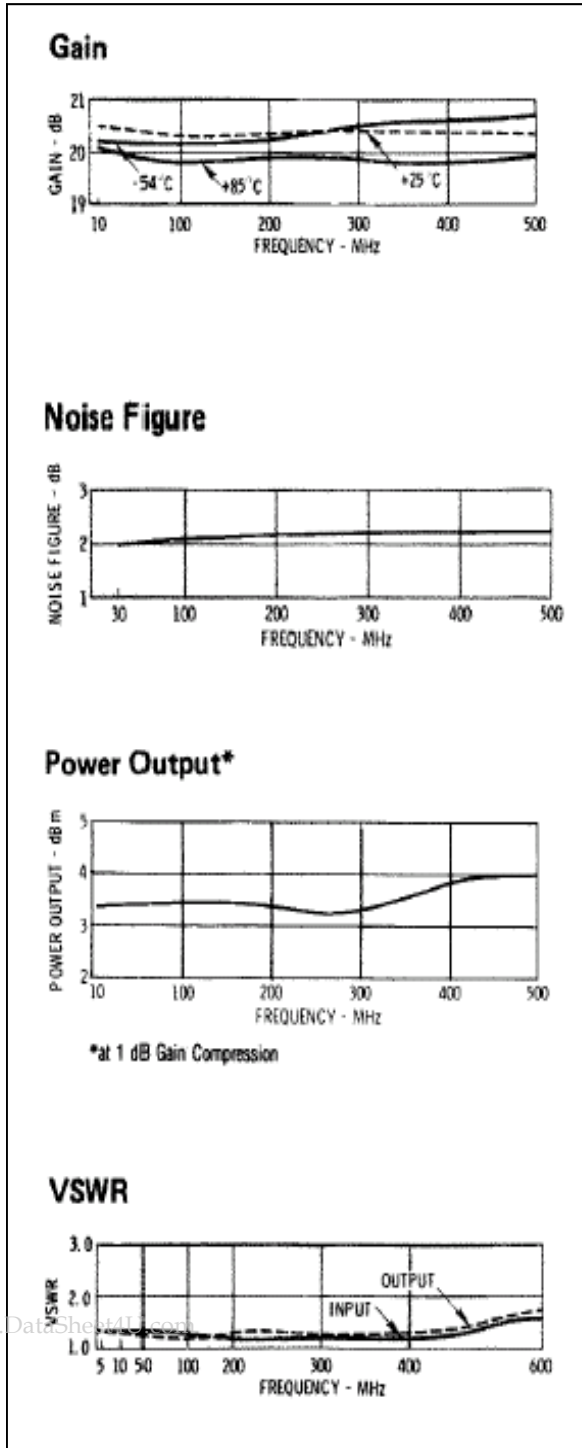 Gain
GAIN - dB
21
20
19
-54°C
+85°C
+25°C
10 100 200 300 400 500
FREQUENCY - MHz
Noise Figure
NOISE FIGURE - dB
3
2
1
30 100 200 300 400 500
FREQUENCY - MHz
Power Output*
POWER OUTPUT - dBm
5
4
3
2
10 100 200 300 400 500
FREQUENCY - MHz
*at 1 dB Gain Compression
VSWR
VSWR
3.0
2.0
1.0
OUTPUT
INPUT
.DataSheet4U.com
5 10 50 100 200 300 400 600
FREQUENCY - MHz